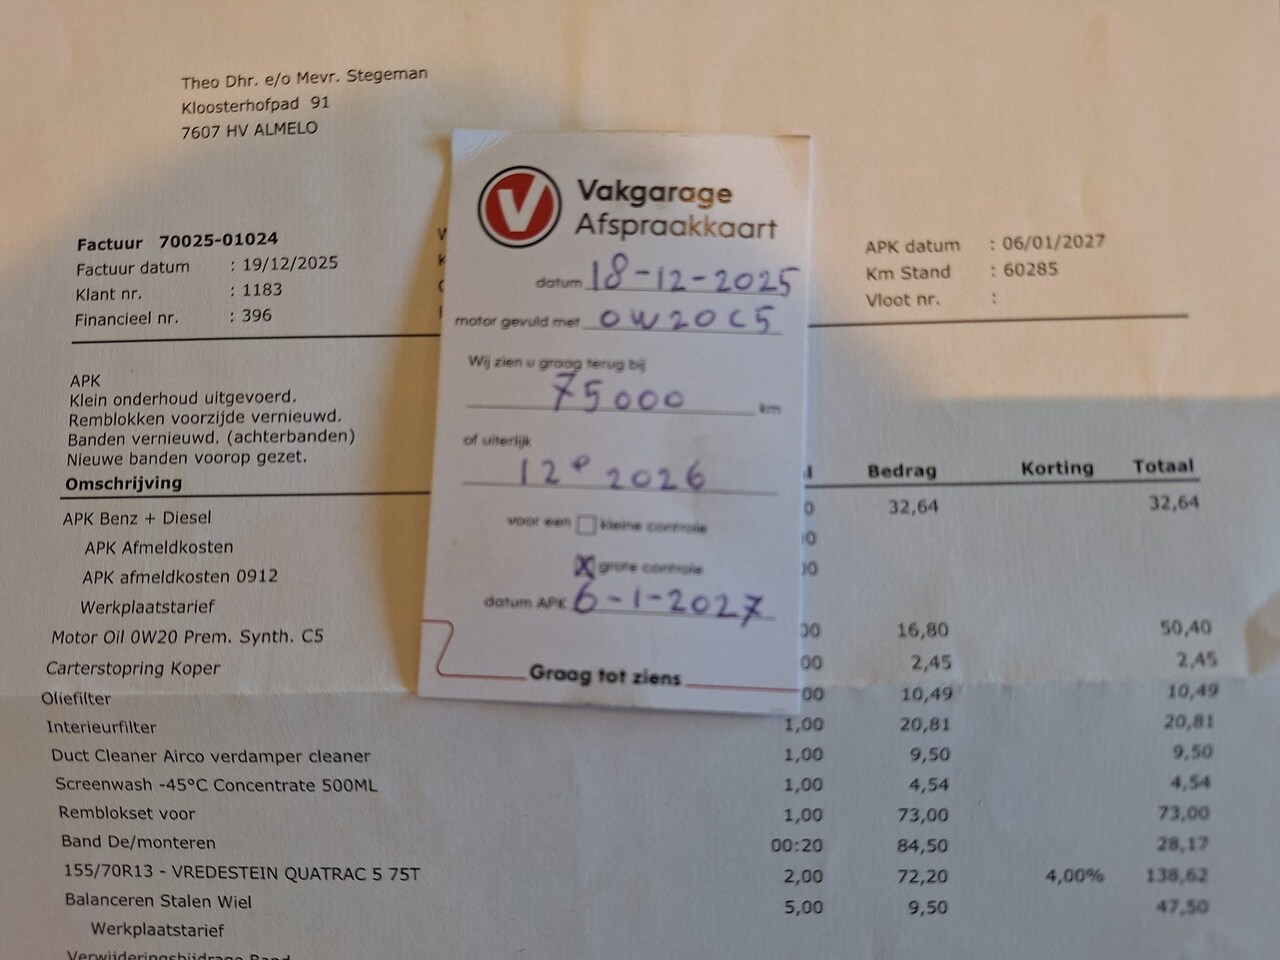 Theo Dhr. e/o Mevr. Stegeman
Kloosterhofpad 91
7607 HV ALMELO
Factuur 70025-01024
Factuur datum : 19/12/2025
Klant nr. : 1183
Financieel nr. : 396
APK datum : 06/01/2027
Km Stand : 60285
Vloot nr. :
V
Vakgarage
Afspraakkaart
datum 18-12-2025
motor gevuld met 0W20C5
Wij zien u graag terug bij
75000 km
of uiterlijk
12 2026
voor een kleine controle
X grote controle
datum APK 6-1-2027
Graag tot ziens
APK
Klein onderhoud uitgevoerd.
Remblokken voorzijde vernieuwd.
Banden vernieuwd. (achterbanden)
Nieuwe banden voorop gezet.
Omschrijving Bedrag Korting Totaal
APK Benz + Diesel 32,64 32,64
APK Afmeldkosten
APK afmeldkosten 0912
Werkplaatstarief
Motor Oil 0W20 Prem. Synth. C5 16,80 50,40
Carterstopring Koper 2,45 2,45
Oliefilter 10,49 10,49
Interieurfilter 1,00 20,81 20,81
Duct Cleaner Airco verdamper cleaner 1,00 9,50 9,50
Screenwash -45°C Concentrate 500ML 1,00 4,54 4,54
Remblokset voor 1,00 73,00 73,00
Band De/monteren 00:20 84,50 28,17
155/70R13 - VREDESTEIN QUATRAC 5 75T 2,00 72,20 4,00% 138,62
Balanceren Stalen Wiel 5,00 9,50 47,50
Werkplaatstarief